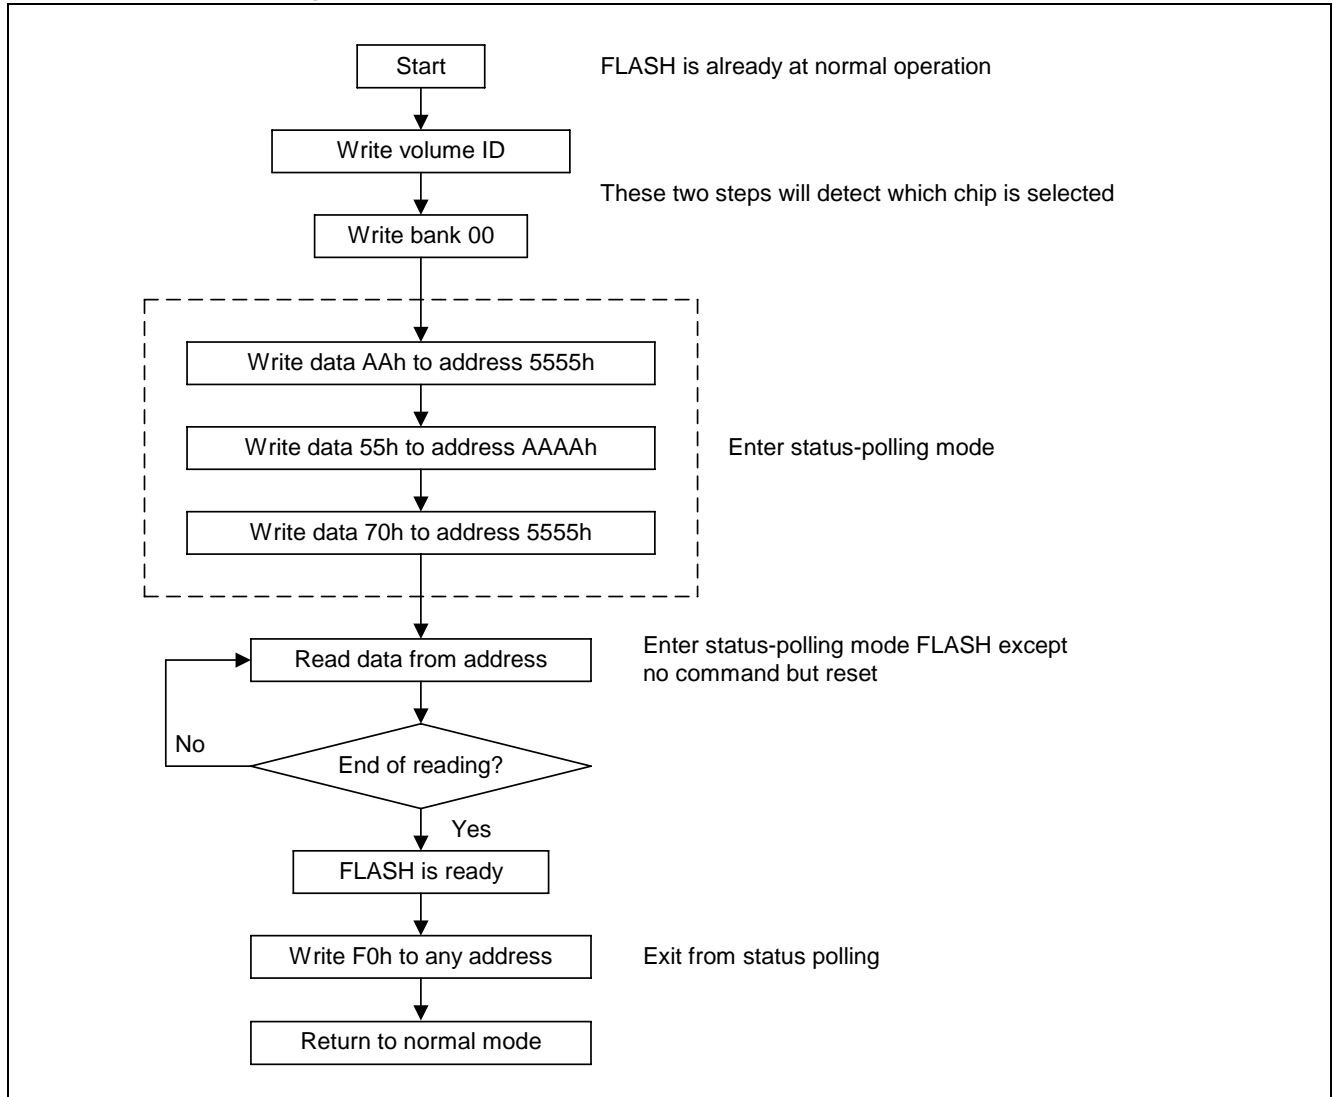 Start
FLASH is already at normal operation
Write volume ID
These two steps will detect which chip is selected
Write bank 00
Write data AAh to address 5555h
Write data 55h to address AAAAh
Enter status-polling mode
Write data 70h to address 5555h
Read data from address
Enter status-polling mode FLASH except
no command but reset
No
End of reading?
Yes
FLASH is ready
Write F0h to any address
Exit from status polling
Return to normal mode